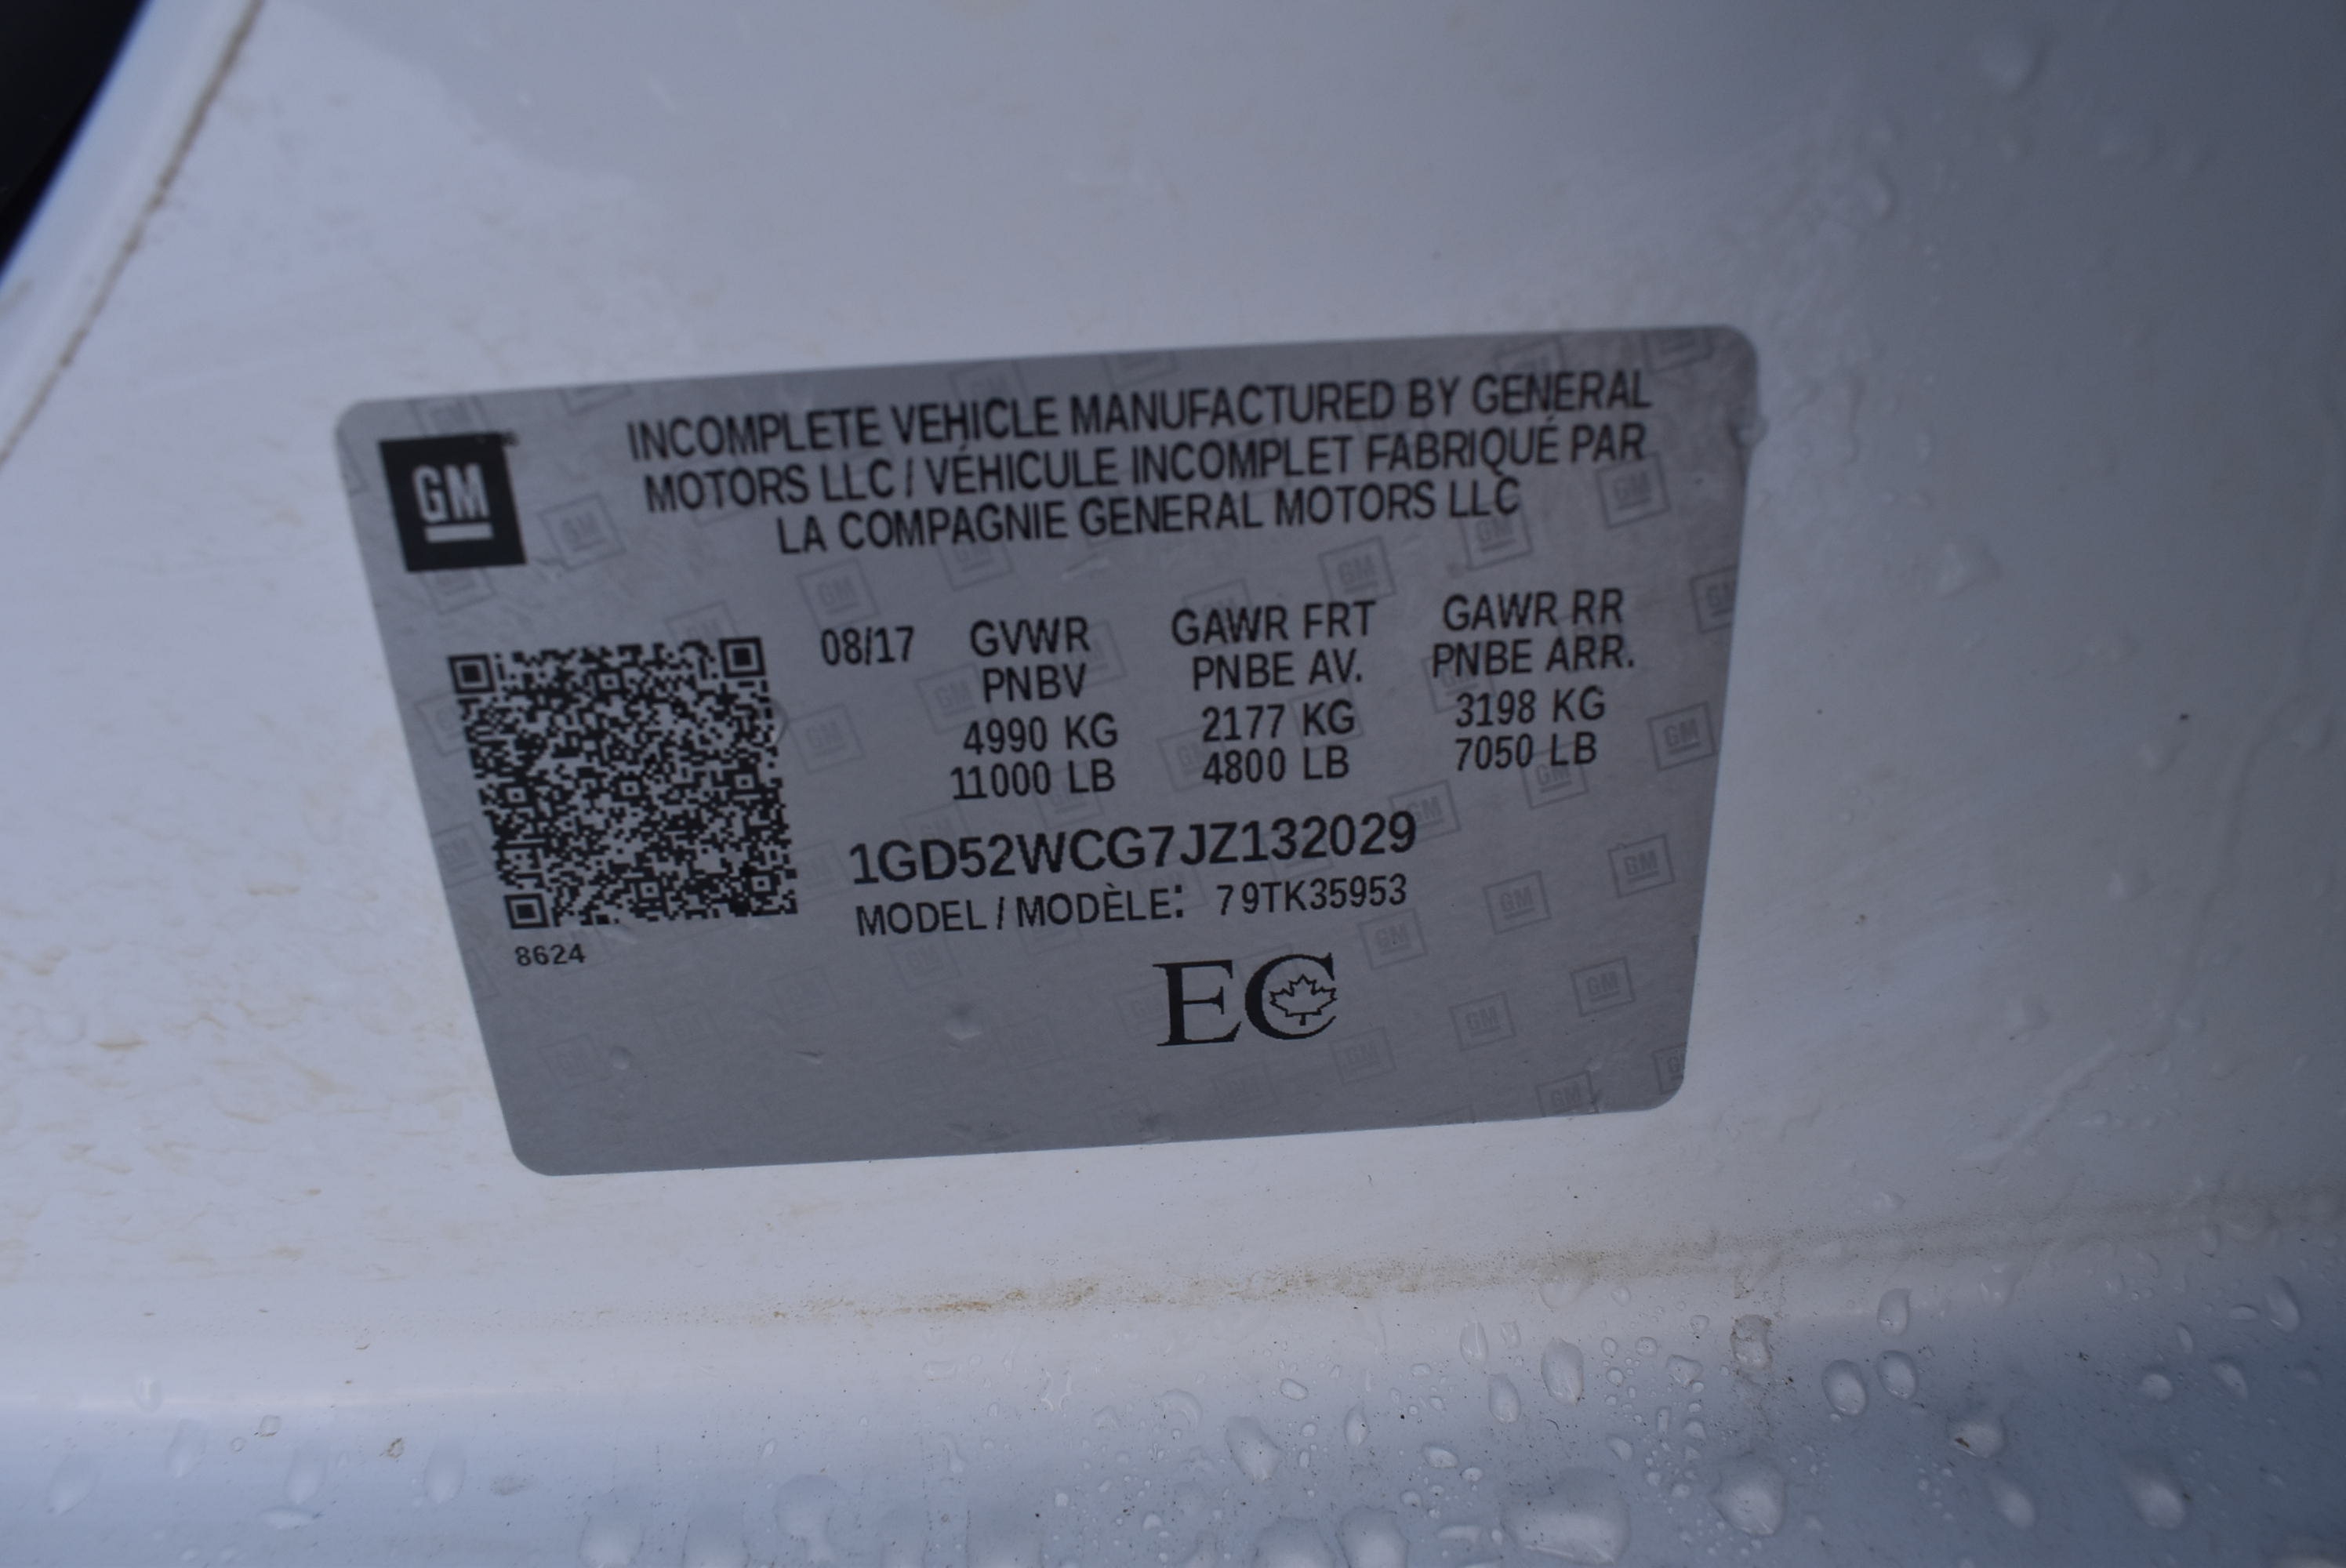 GM
INCOMPLETE VEHICLE MANUFACTURED BY GENERAL
MOTORS LLC / VÉHICULE INCOMPLET FABRIQUÉ PAR
LA COMPAGNIE GENERAL MOTORS LLC
08/17 GVWR GAWR FRT GAWR RR
PNBV PNBE AV. PNBE ARR.
4990 KG 2177 KG 3198 KG
11000 LB 4800 LB 7050 LB
1GD52WCG7JZ132029
MODEL / MODÈLE: 79TK35953
8624
EC